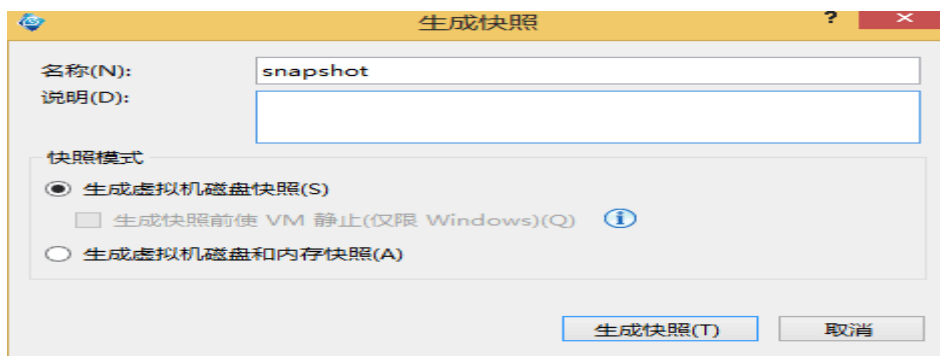 生成快照
? ×
名称(N): snapshot
说明(D):
快照模式
生成虚拟机磁盘快照(S)
生成快照前使 VM 静止(仅限 Windows)(Q)
生成虚拟机磁盘和内存快照(A)
生成快照(T) 取消